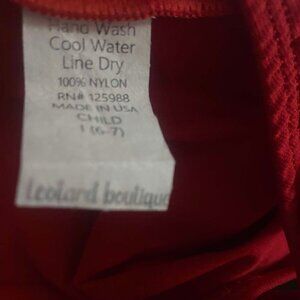 Hand Wash
Cool Water
Line Dry
100% NYLON
RN# 125988
MADE IN USA
CHILD
I (6-7)
Leotard boutique